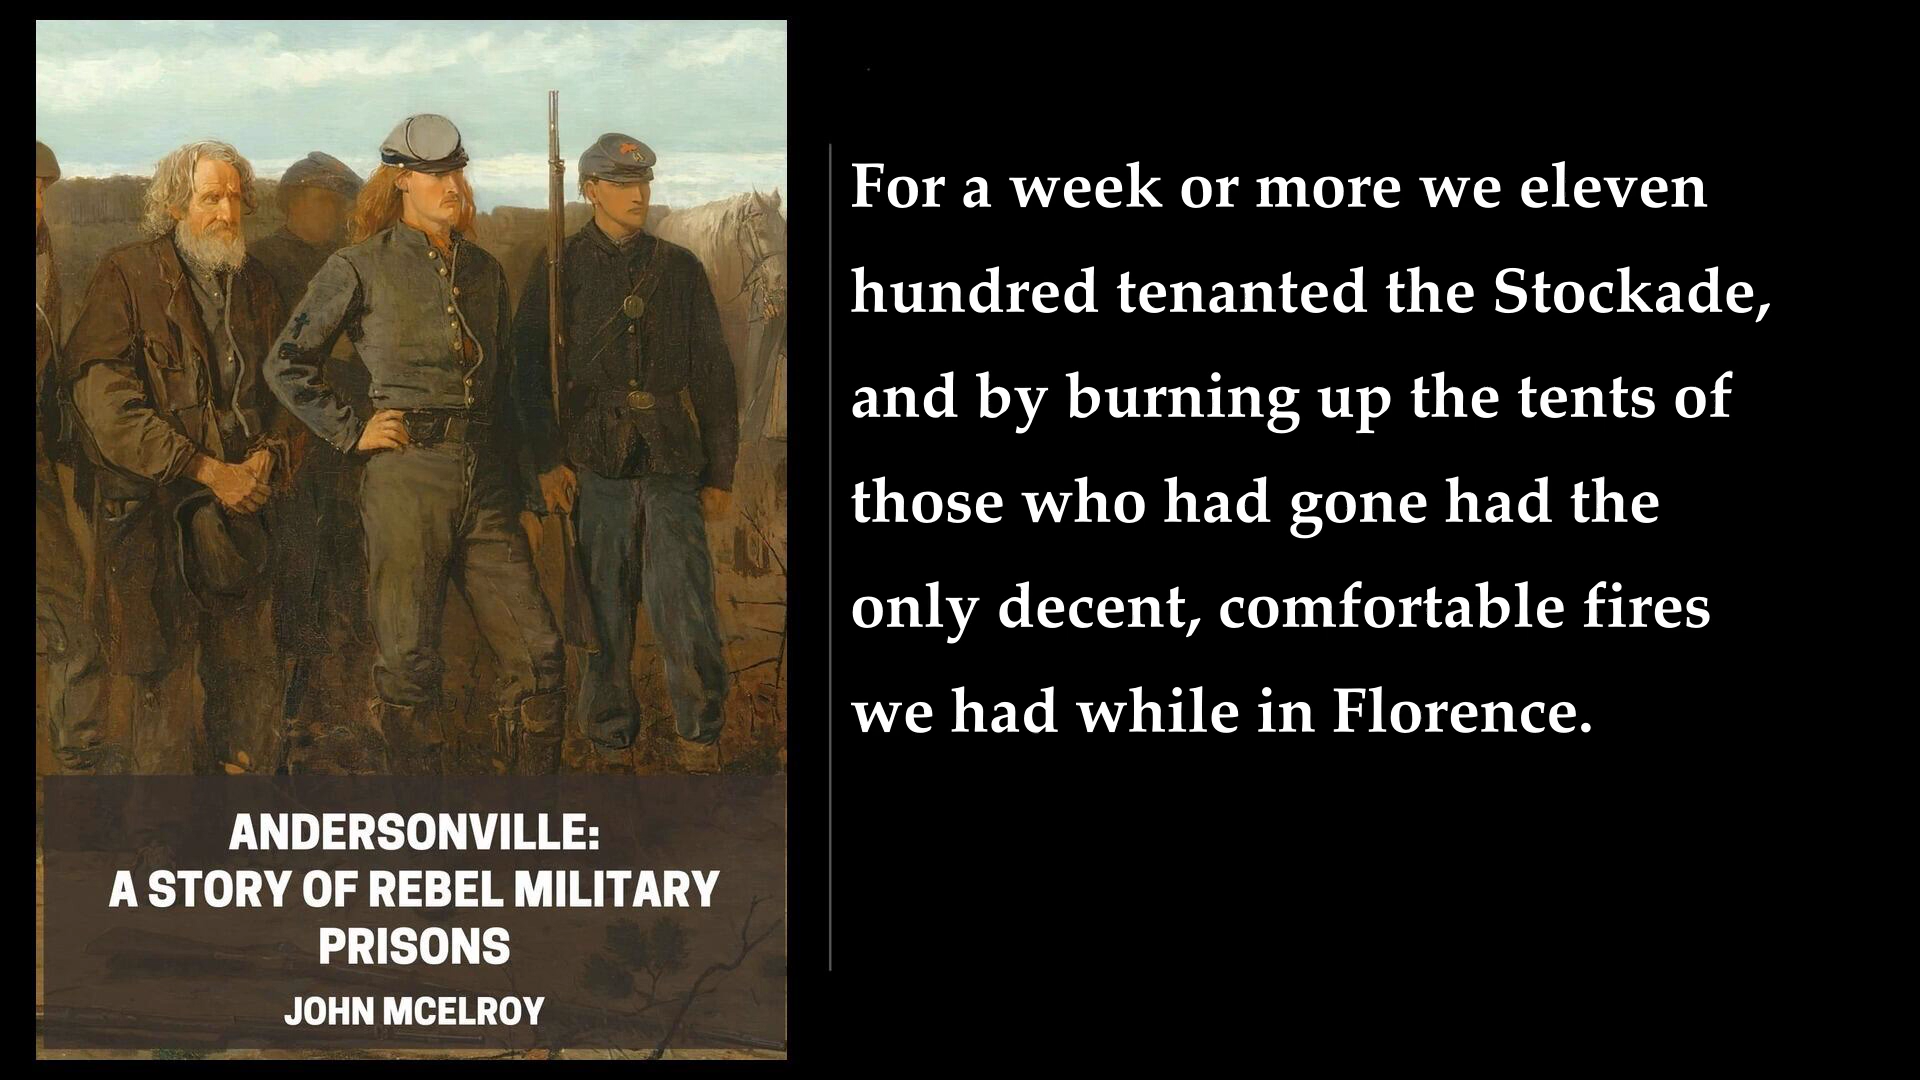 ANDERSONVILLE:
A STORY OF REBEL MILITARY
PRISONS
JOHN MCELROY
For a week or more we eleven
hundred tenanted the Stockade,
and by burning up the tents of
those who had gone had the
only decent, comfortable fires
we had while in Florence.